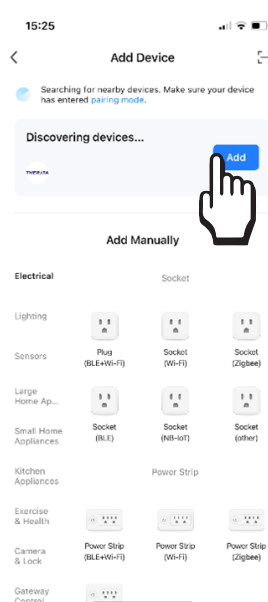 15:25
Add Device
Searching for nearby devices. Make sure your device
has entered pairing mode.
Discovering devices...
Add
Add Manually
Electrical
Socket
Lighting
Sensors
Plug
(BLE+Wi-Fi)
Socket
(Wi-Fi)
Socket
(Zigbee)
Large
Home Ap...
Small Home
Appliances
Socket
(BLE)
Socket
(NB-IoT)
Socket
(other)
Kitchen
Appliances
Power Strip
Exercise
& Health
Camera
& Lock
Power Strip
(BLE+Wi-Fi)
Power Strip
(Wi-Fi)
Power Strip
(Zigbee)
Gateway
Control